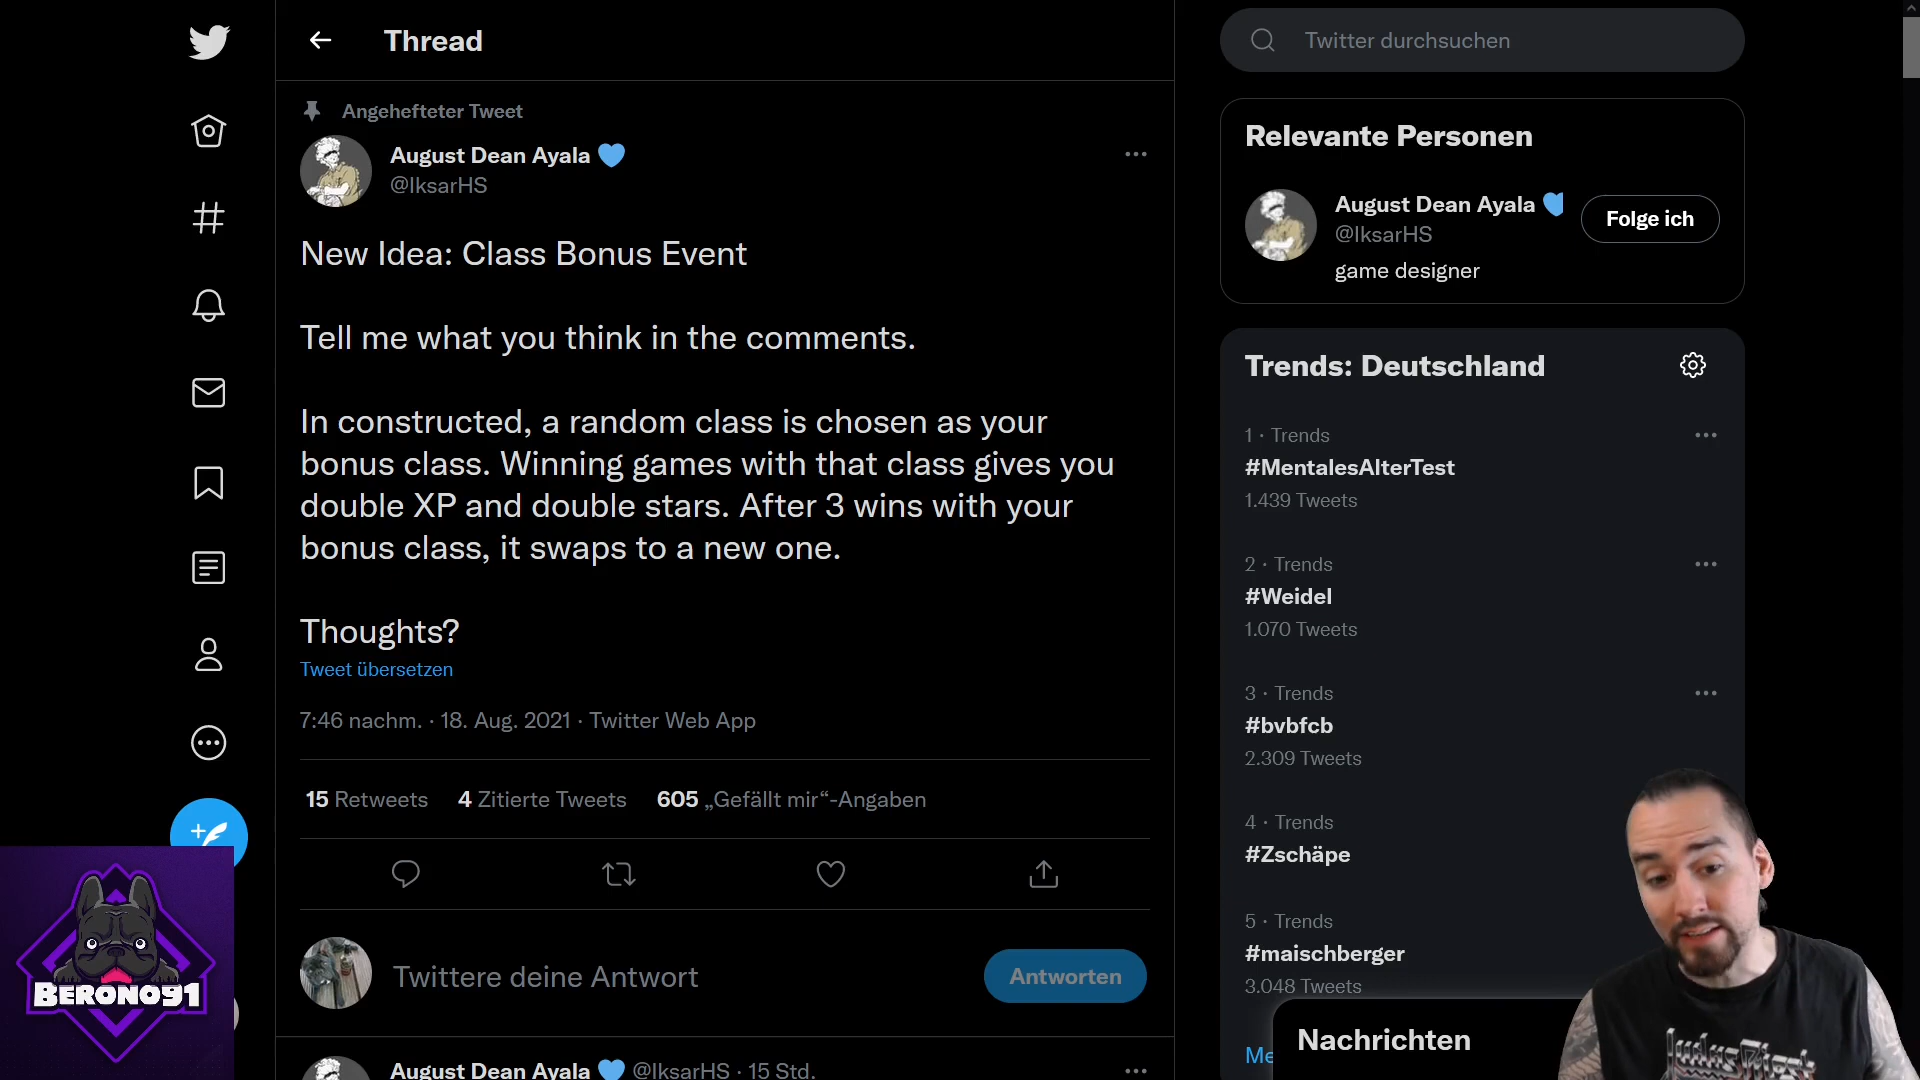 Thread
Angehefteter Tweet
August Dean Ayala
@IksarHS
New Idea: Class Bonus Event
Tell me what you think in the comments.
In constructed, a random class is chosen as your
bonus class. Winning games with that class gives you
double XP and double stars. After 3 wins with your
bonus class, it swaps to a new one.
Thoughts?
Tweet übersetzen
7:46 nachm. · 18. Aug. 2021 · Twitter Web App
15 Retweets 4 Zitierte Tweets 605 „Gefällt mir“-Angaben
Twittere deine Antwort
Antworten
August Dean Ayala @IksarHS · 15 Std.
Twitter durchsuchen
Relevante Personen
August Dean Ayala
@IksarHS
Folge ich
game designer
Trends: Deutschland
1 · Trends
#MentalesAlterTest
1.439 Tweets
2 · Trends
#Weidel
1.070 Tweets
3 · Trends
#bvbfcb
2.309 Tweets
4 · Trends
#Zschäpe
5 · Trends
#maischberger
3.048 Tweets
Me
Nachrichten
BERONO91
Judas Priest